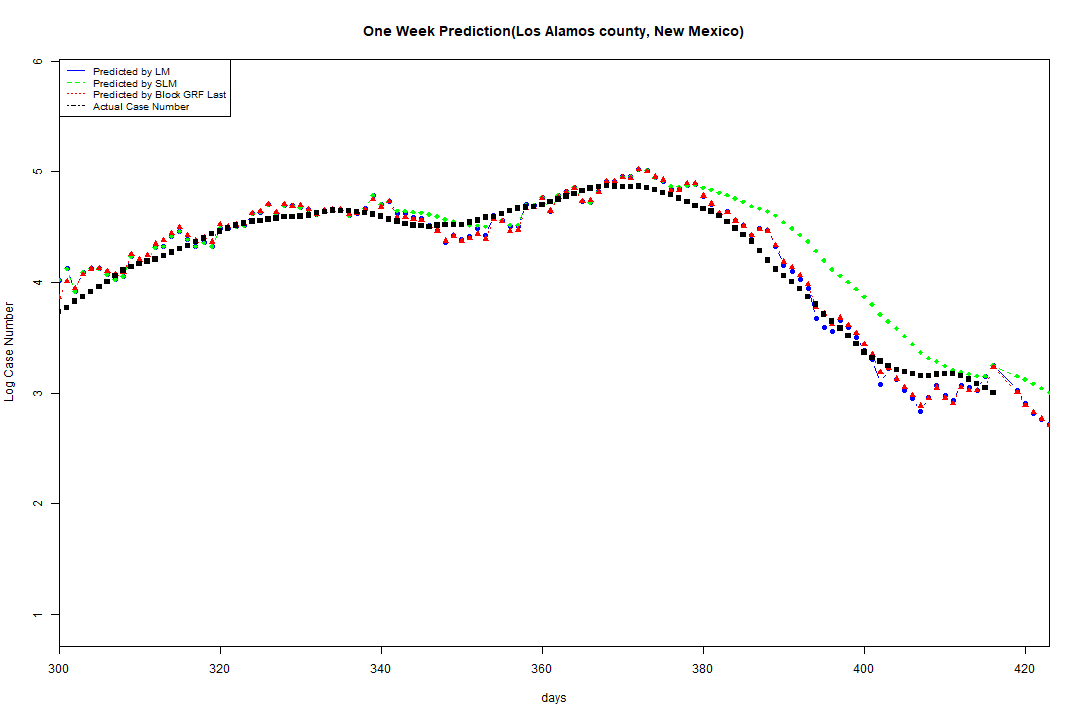 One Week Prediction(Los Alamos county, New Mexico)
Predicted by LM
Predicted by SLM
Predicted by Block GRF Last
Actual Case Number
6
5
4
3
2
1
Log Case Number
300 320 340 360 380 400 420
days